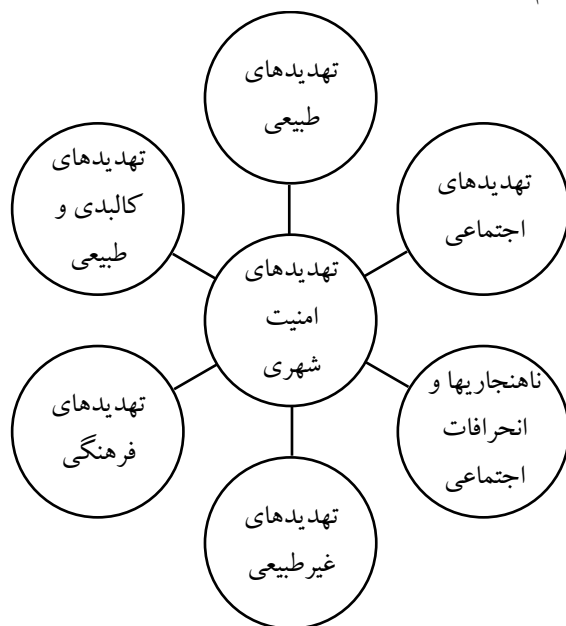 تهدیدهای
طبیعی
تهدیدهای
اجتماعی
ناهنجاریها و
انحرافات
اجتماعی
تهدیدهای
غیرطبیعی
تهدیدهای
فرهنگی
تهدیدهای
کالبدی و
طبیعی
تهدیدهای
امنیت
شهری